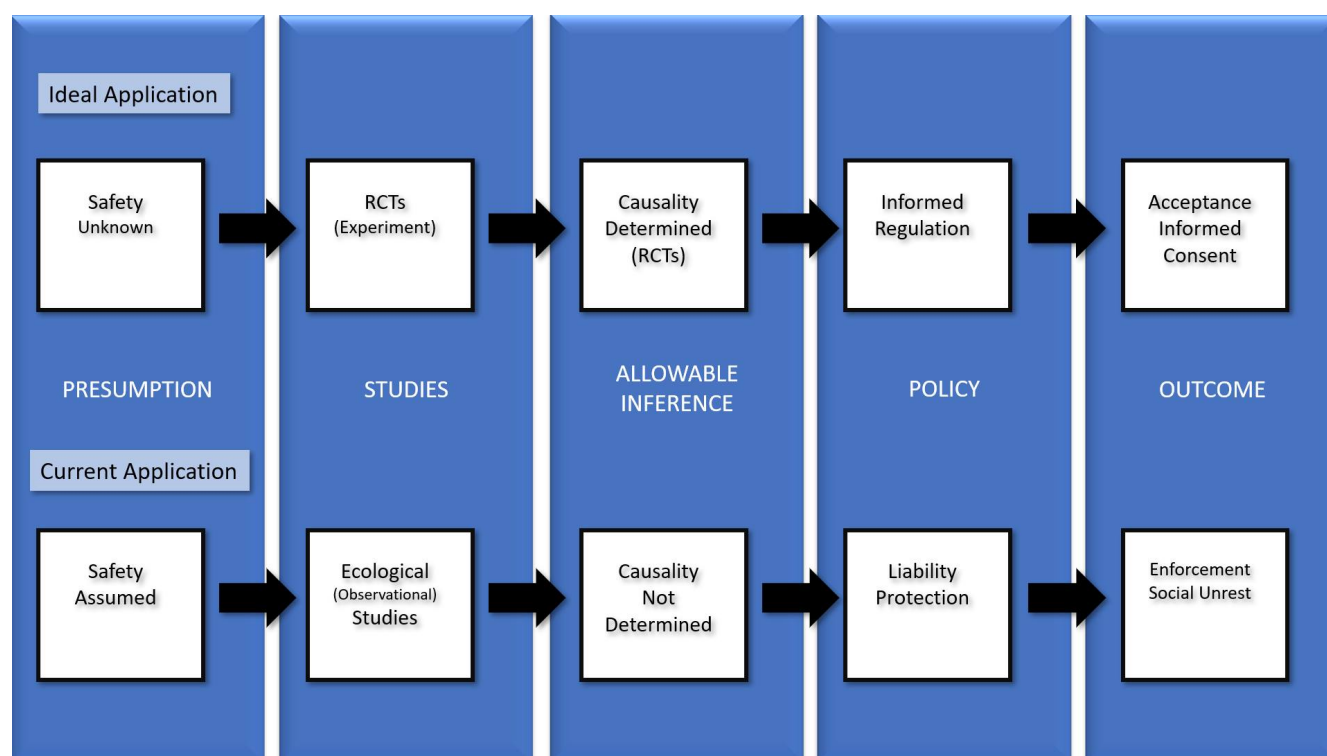 Ideal Application
Safety
Unknown
RCTs
(Experiment)
Causality
Determined
(RCTs)
Informed
Regulation
Acceptance
Informed
Consent
PRESUMPTION
STUDIES
ALLOWABLE
INFERENCE
POLICY
OUTCOME
Current Application
Safety
Assumed
Ecological
(Observational)
Studies
Causality
Not
Determined
Liability
Protection
Enforcement
Social Unrest